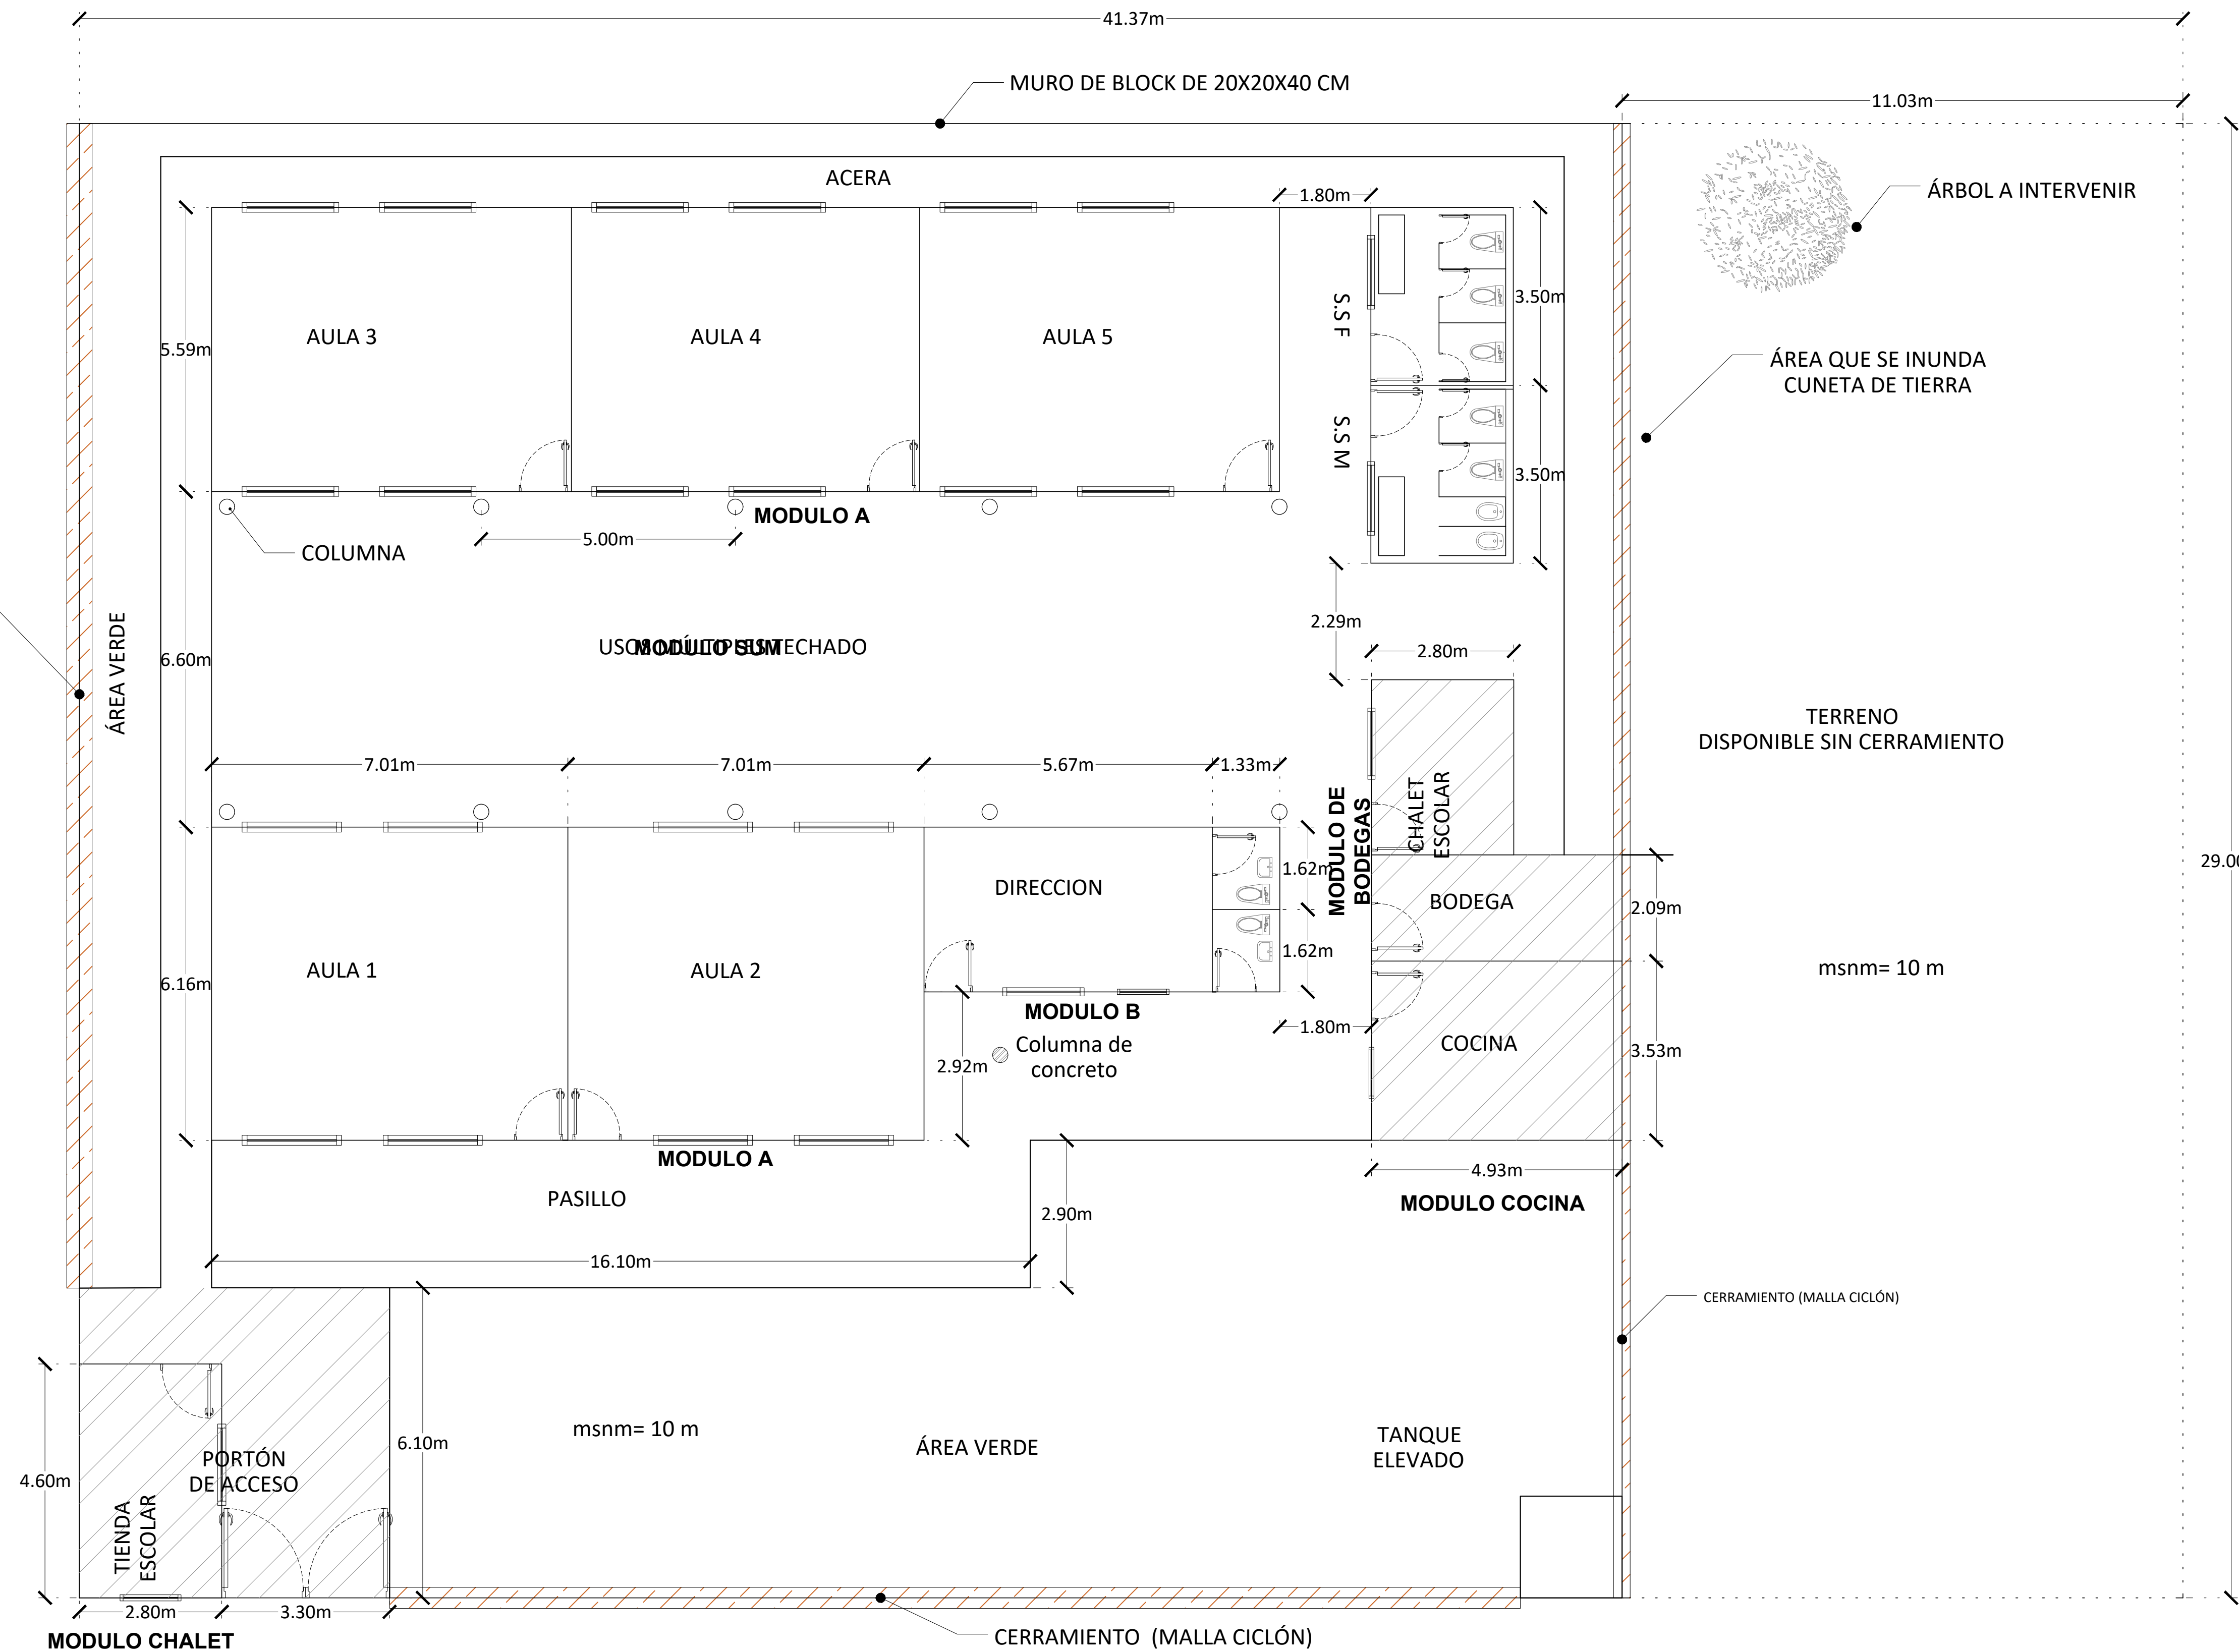 41.37m
MURO DE BLOCK DE 20X20X40 CM
11.03m
ACERA
1.80m
ÁRBOL A INTERVENIR
AULA 3
AULA 4
AULA 5
5.59m
S.S F
3.50m
ÁREA QUE SE INUNDA
CUNETA DE TIERRA
S.S M
3.50m
MODULO A
5.00m
COLUMNA
ÁREA VERDE
6.60m
USOS MÚLTIPLES TECHADO
MODULO SUM
2.29m
2.80m
TERRENO
DISPONIBLE SIN CERRAMIENTO
7.01m
7.01m
5.67m
1.33m
MODULO DE
BODEGAS
CHALET
ESCOLAR
29.00
1.62m
DIRECCION
BODEGA
2.09m
1.62m
AULA 1
AULA 2
6.16m
msnm= 10 m
MODULO B
1.80m
Columna de
concreto
2.92m
COCINA
3.53m
MODULO A
4.93m
PASILLO
MODULO COCINA
2.90m
16.10m
CERRAMIENTO (MALLA CICLÓN)
msnm= 10 m
ÁREA VERDE
TANQUE
ELEVADO
6.10m
PORTÓN
DE ACCESO
4.60m
TIENDA
ESCOLAR
2.80m
3.30m
MODULO CHALET
CERRAMIENTO (MALLA CICLÓN)